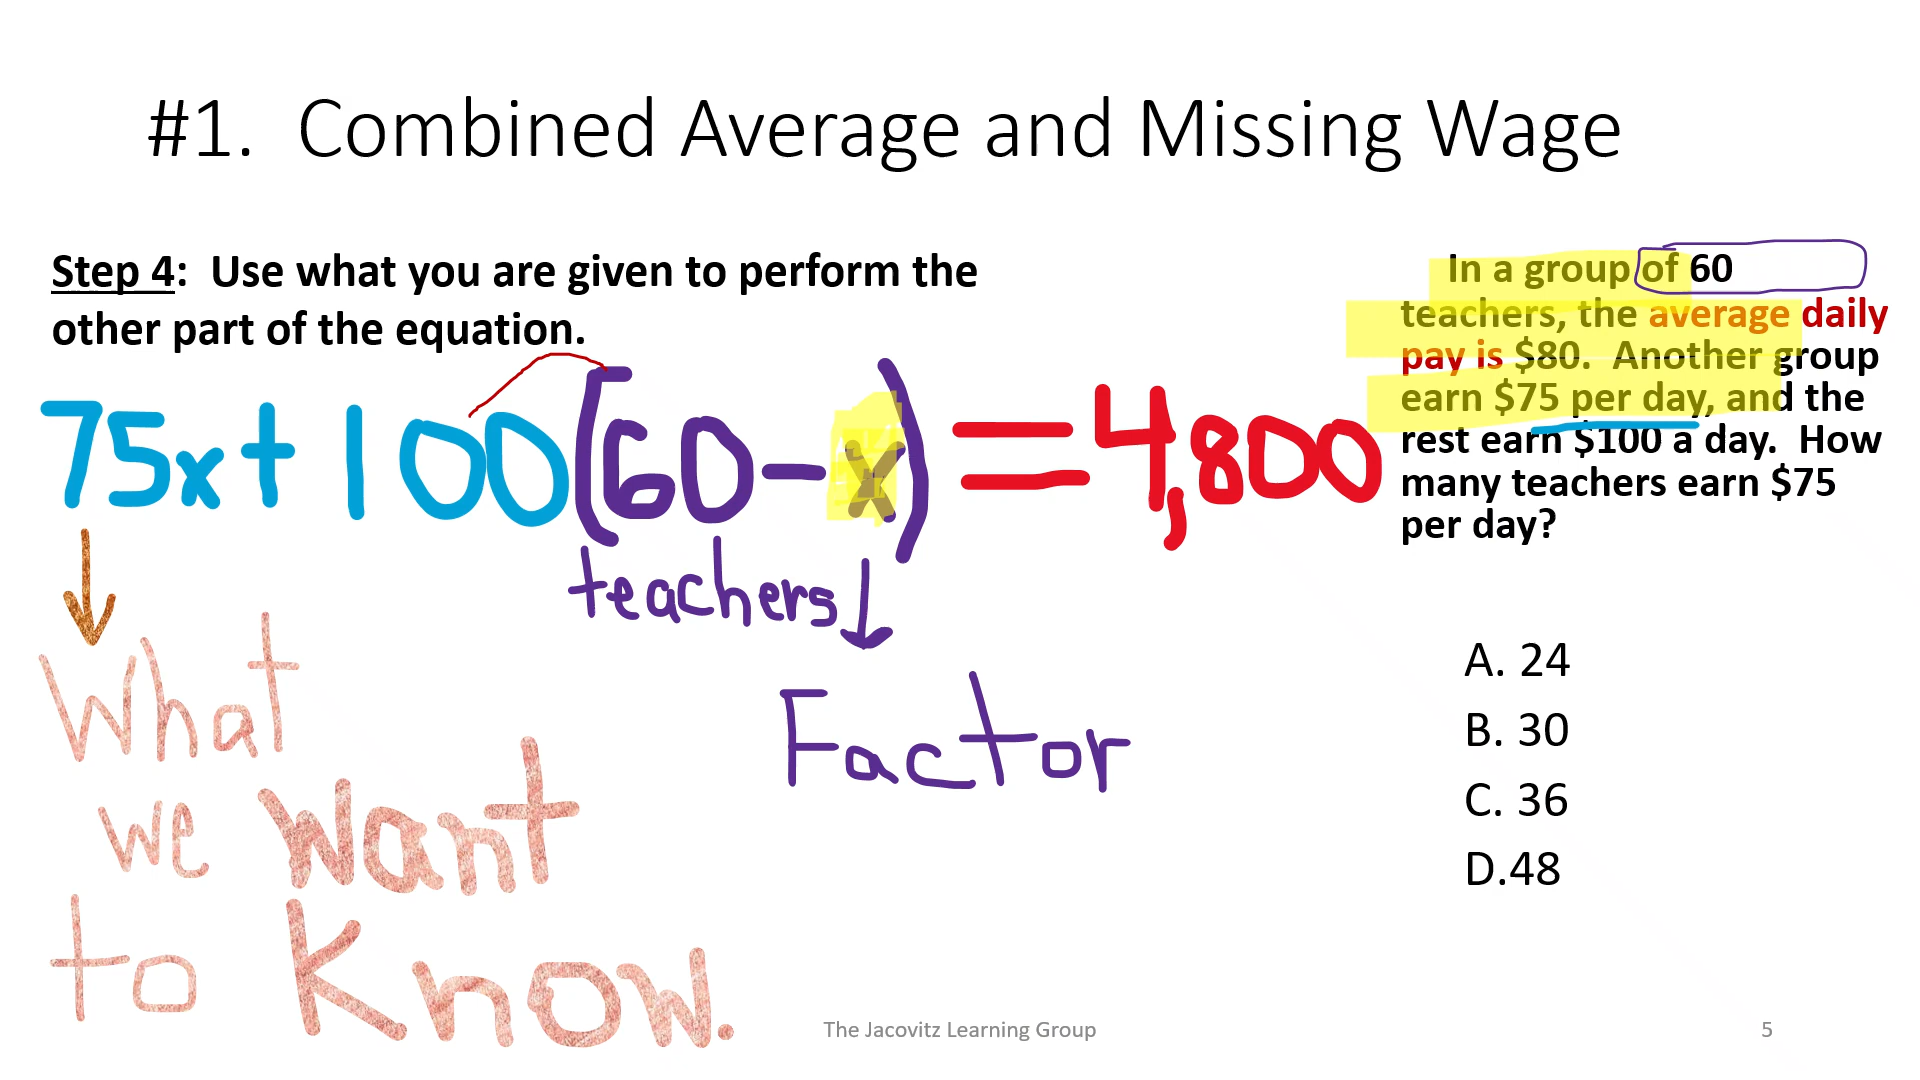 #1. Combined Average and Missing Wage
Step 4: Use what you are given to perform the
other part of the equation.
75x+100(60-x)=4,800
teachers
Factor
What
we want
to Know.
In a group of 60
teachers, the average daily
pay is $80. Another group
earn $75 per day, and the
rest earn $100 a day. How
many teachers earn $75
per day?
A. 24
B. 30
C. 36
D.48
The Jacovitz Learning Group
5